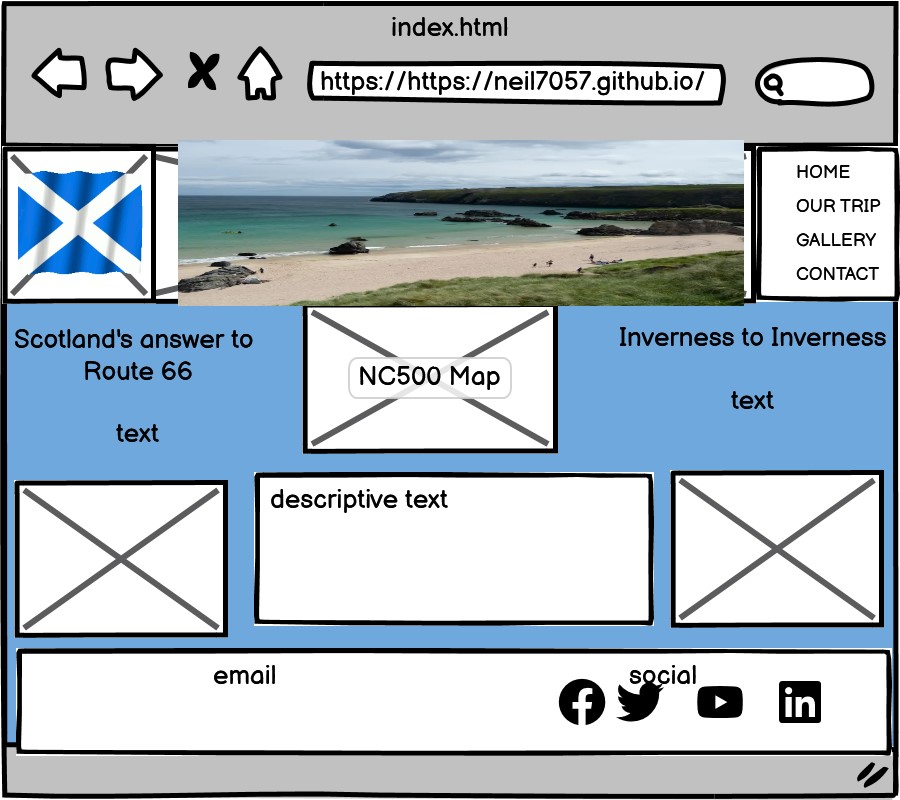 index.html
https://https://neil7057.github.io/
HOME
OUR TRIP
GALLERY
CONTACT
Scotland's answer to
Route 66
text
NC500 Map
Inverness to Inverness
text
descriptive text
email
social